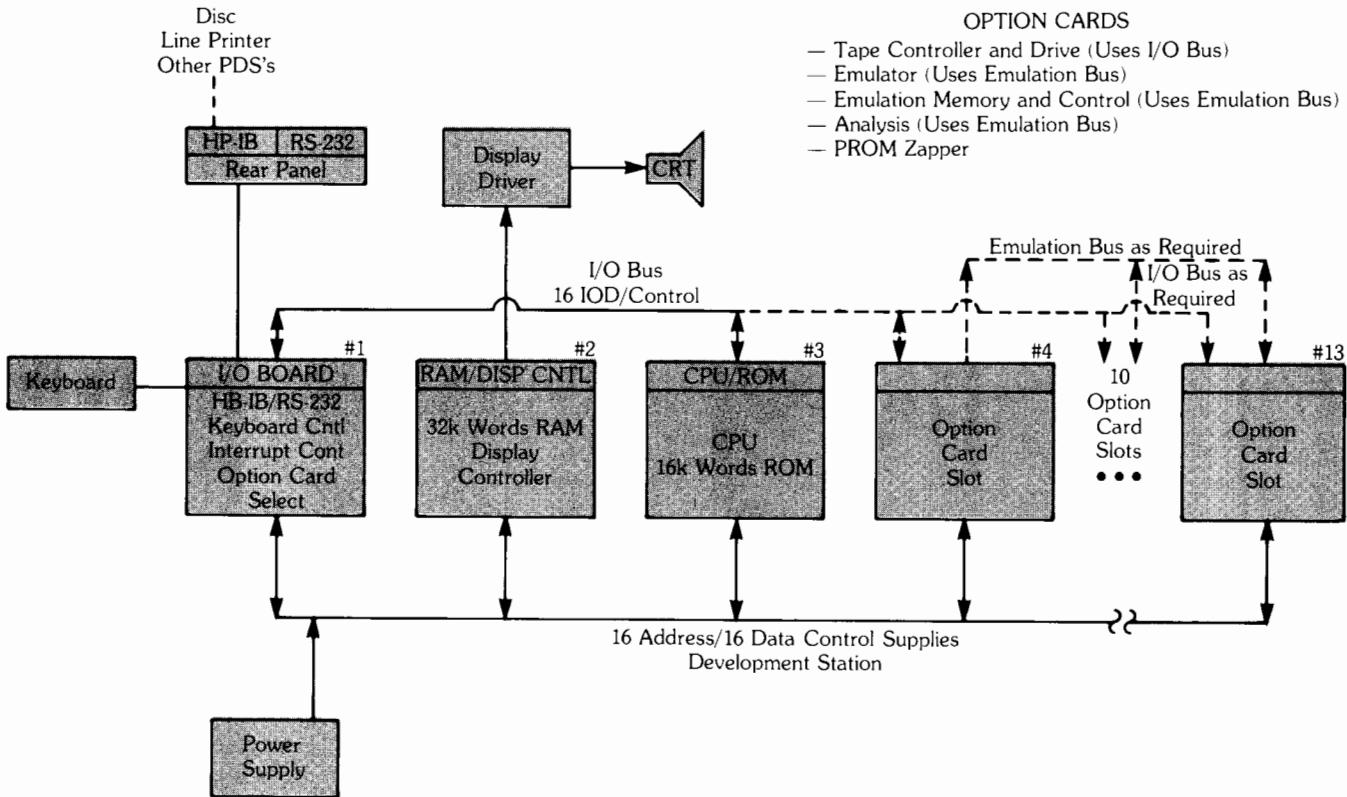 Disc
Line Printer
Other PDS's
OPTION CARDS
— Tape Controller and Drive (Uses I/O Bus)
— Emulator (Uses Emulation Bus)
— Emulation Memory and Control (Uses Emulation Bus)
— Analysis (Uses Emulation Bus)
— PROM Zapper
HP-IB
RS-232
Rear Panel
Display
Driver
CRT
I/O Bus
16 IOD/Control
Emulation Bus as Required
I/O Bus as
Required
Keyboard
#1
I/O BOARD
HB-IB/RS-232
Keyboard Cntl
Interrupt Cont
Option Card
Select
#2
RAM/DISP CNTL
32k Words RAM
Display
Controller
#3
CPU/ROM
CPU
16k Words ROM
#4
Option
Card
Slot
10
Option
Card
Slots
• • •
#13
Option
Card
Slot
16 Address/16 Data Control Supplies
Development Station
Power
Supply